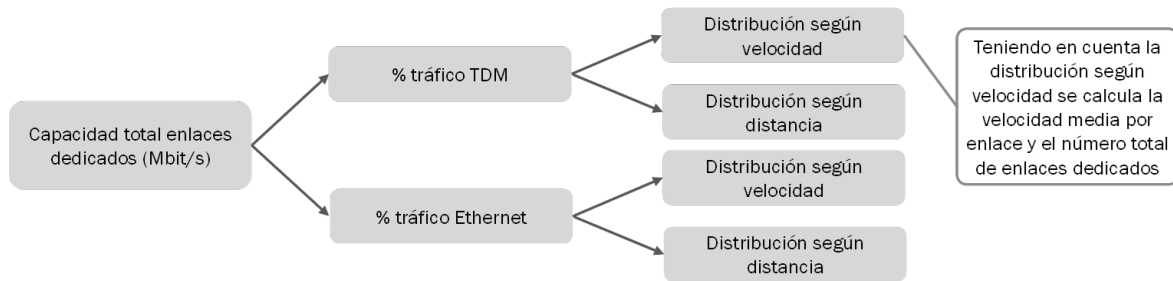 Capacidad total enlaces
dedicados (Mbit/s)
% tráfico TDM
% tráfico Ethernet
Distribución según
velocidad
Distribución según
distancia
Distribución según
velocidad
Distribución según
distancia
Teniendo en cuenta la
distribución según
velocidad se calcula la
velocidad media por
enlace y el número total
de enlaces dedicados